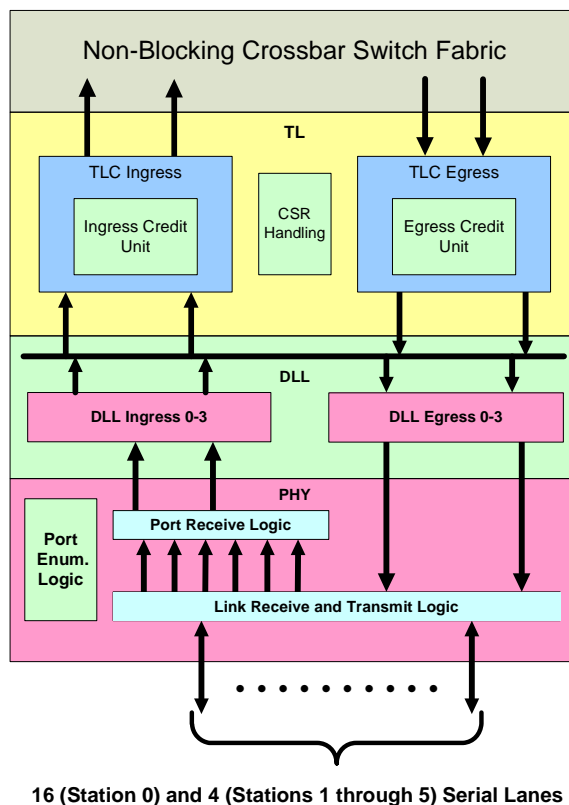 Non-Blocking Crossbar Switch Fabric
TL
TLC Ingress
Ingress Credit
Unit
CSR
Handling
TLC Egress
Egress Credit
Unit
DLL
DLL Ingress 0-3
DLL Egress 0-3
PHY
Port
Enum.
Logic
Port Receive Logic
Link Receive and Transmit Logic
16 (Station 0) and 4 (Stations 1 through 5) Serial Lanes